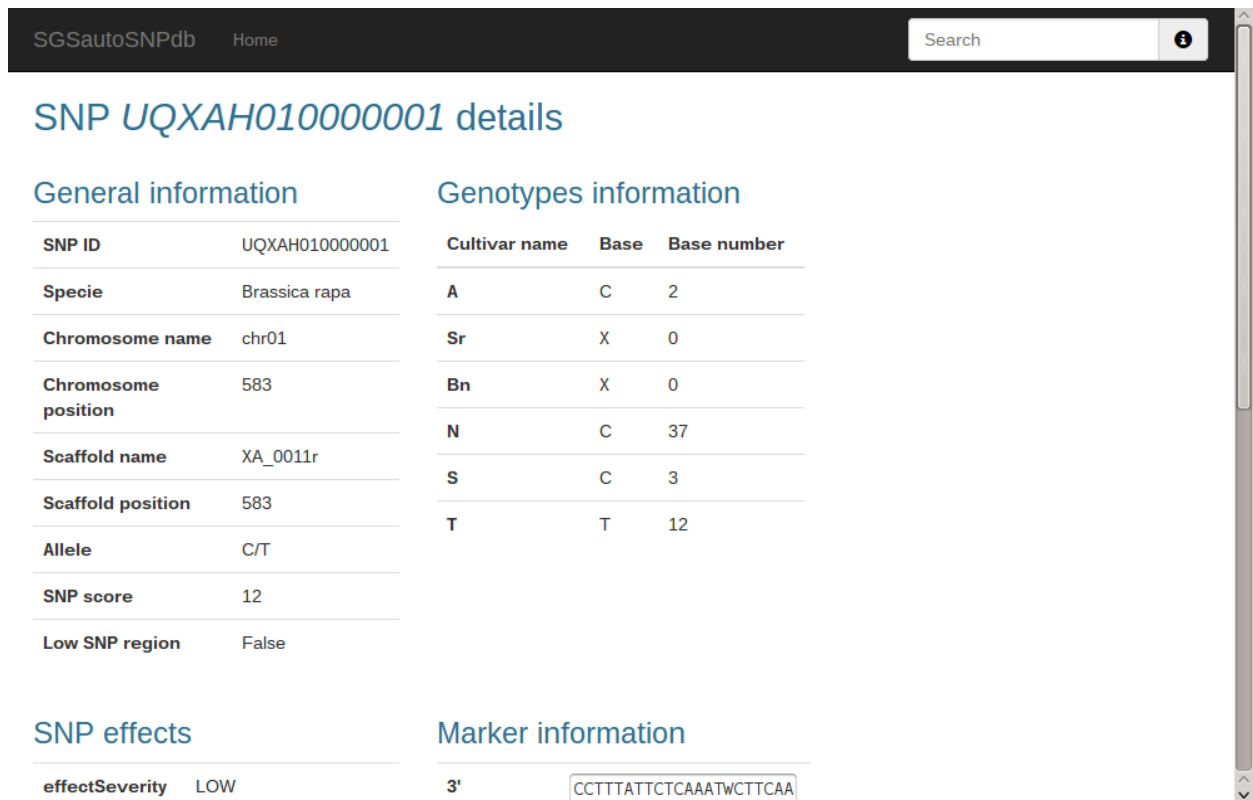 SGSautoSNPdb Home Search
SNP UQXAH010000001 details
General information
SNP ID UQXAH010000001
Specie Brassica rapa
Chromosome name chr01
Chromosome position 583
Scaffold name XA_0011r
Scaffold position 583
Allele C/T
SNP score 12
Low SNP region False
Genotypes information
Cultivar name Base Base number
A C 2
Sr X 0
Bn X 0
N C 37
S C 3
T T 12
SNP effects
effectSeverity LOW
Marker information
3' CCTTTATTCTCAAATWCTTCAA